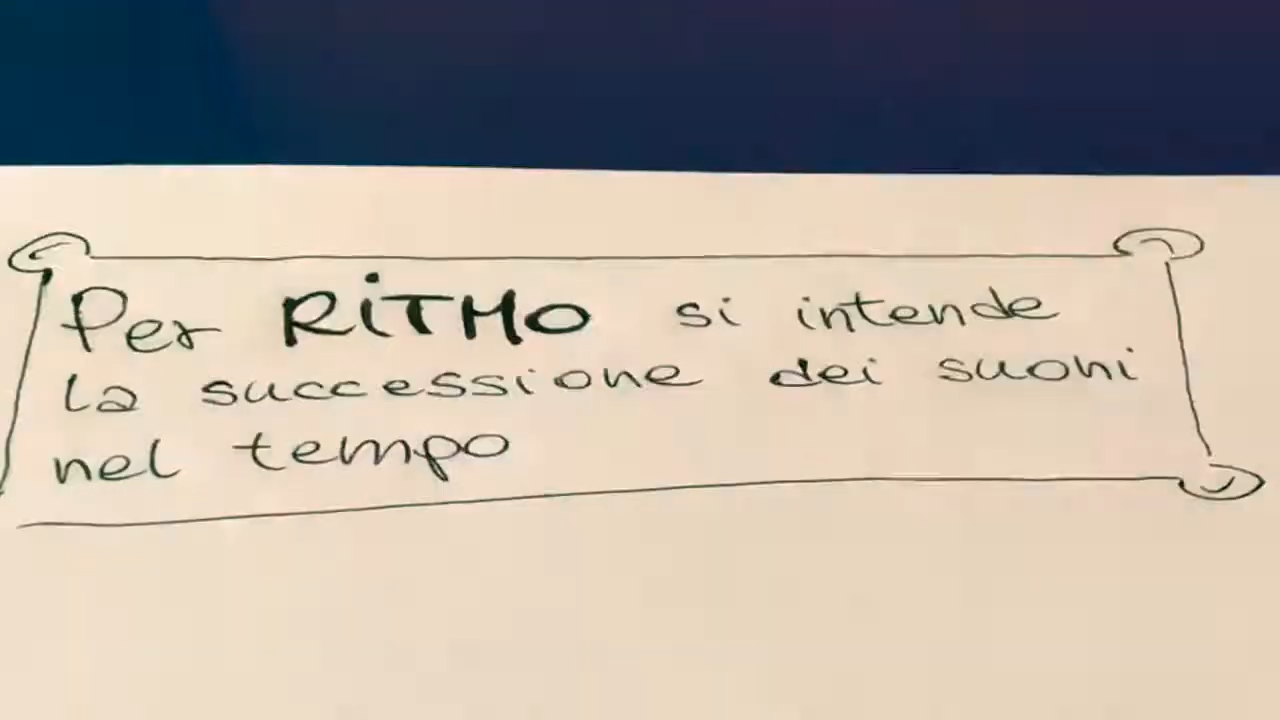 Per RiTMO si intende
la successione dei suoni
nel tempo